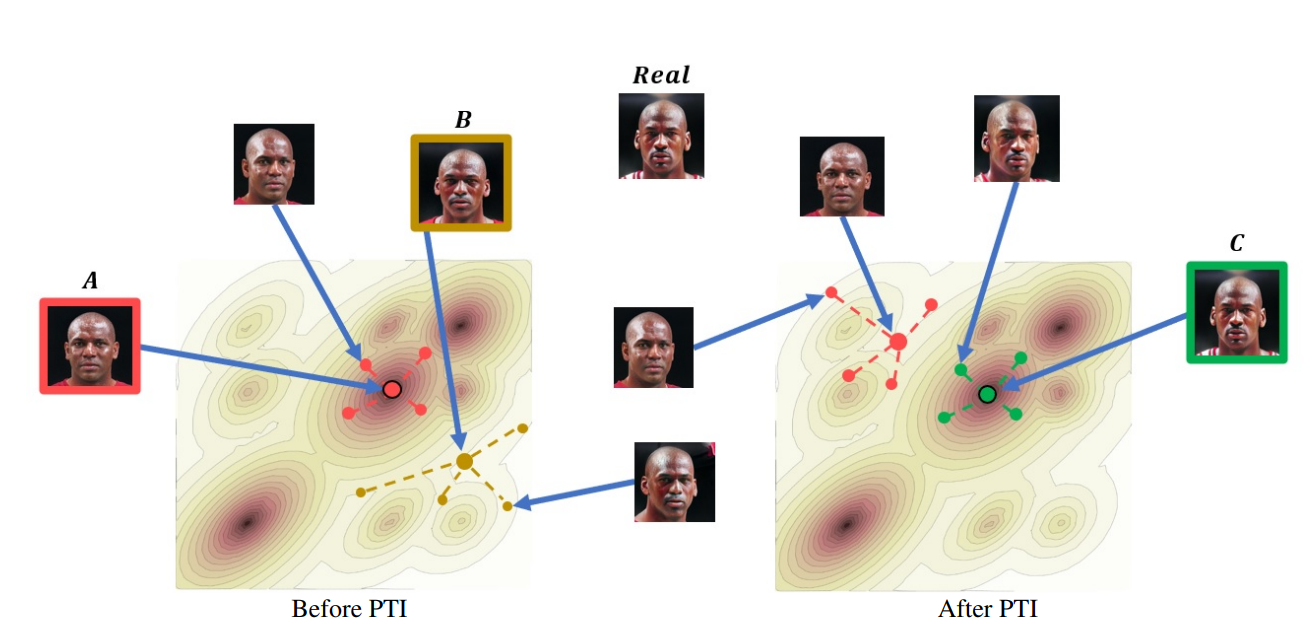 Real
B
A
C
Before PTI
After PTI